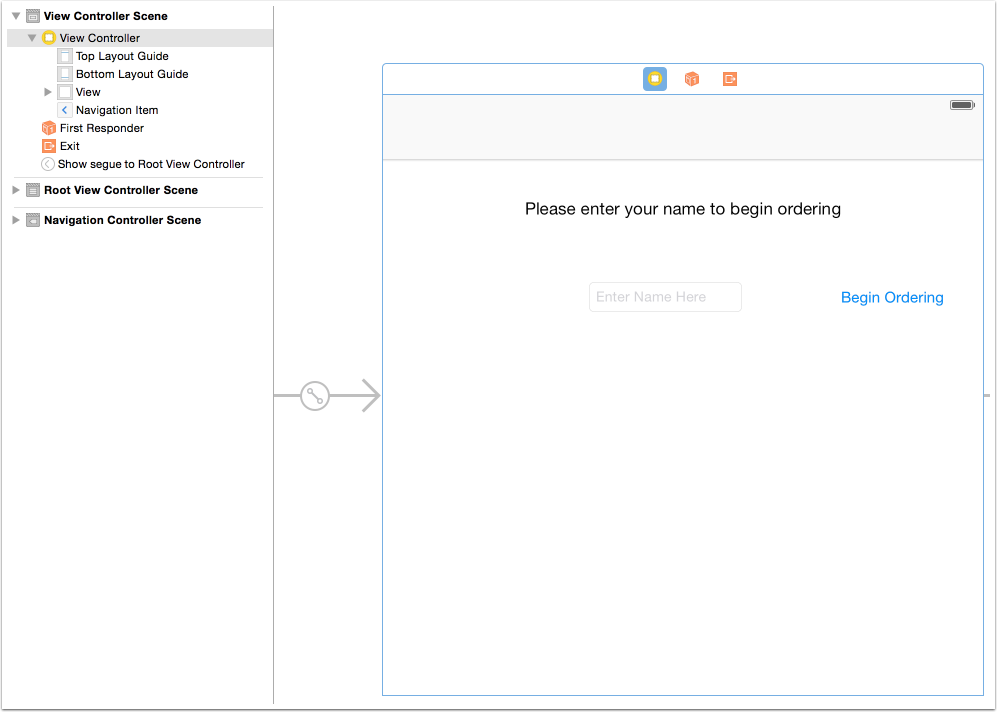 View Controller Scene
View Controller
Top Layout Guide
Bottom Layout Guide
View
Navigation Item
First Responder
Exit
Show segue to Root View Controller
Root View Controller Scene
Navigation Controller Scene
Please enter your name to begin ordering
Enter Name Here
Begin Ordering